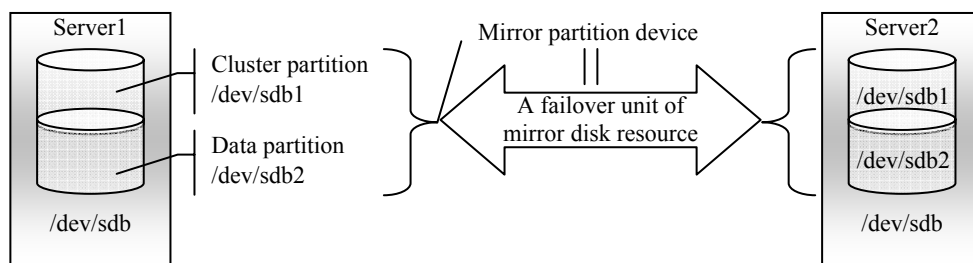 Server1
Cluster partition
/dev/sdb1
Data partition
/dev/sdb2
/dev/sdb
Mirror partition device
A failover unit of
mirror disk resource
Server2
/dev/sdb1
/dev/sdb2
/dev/sdb